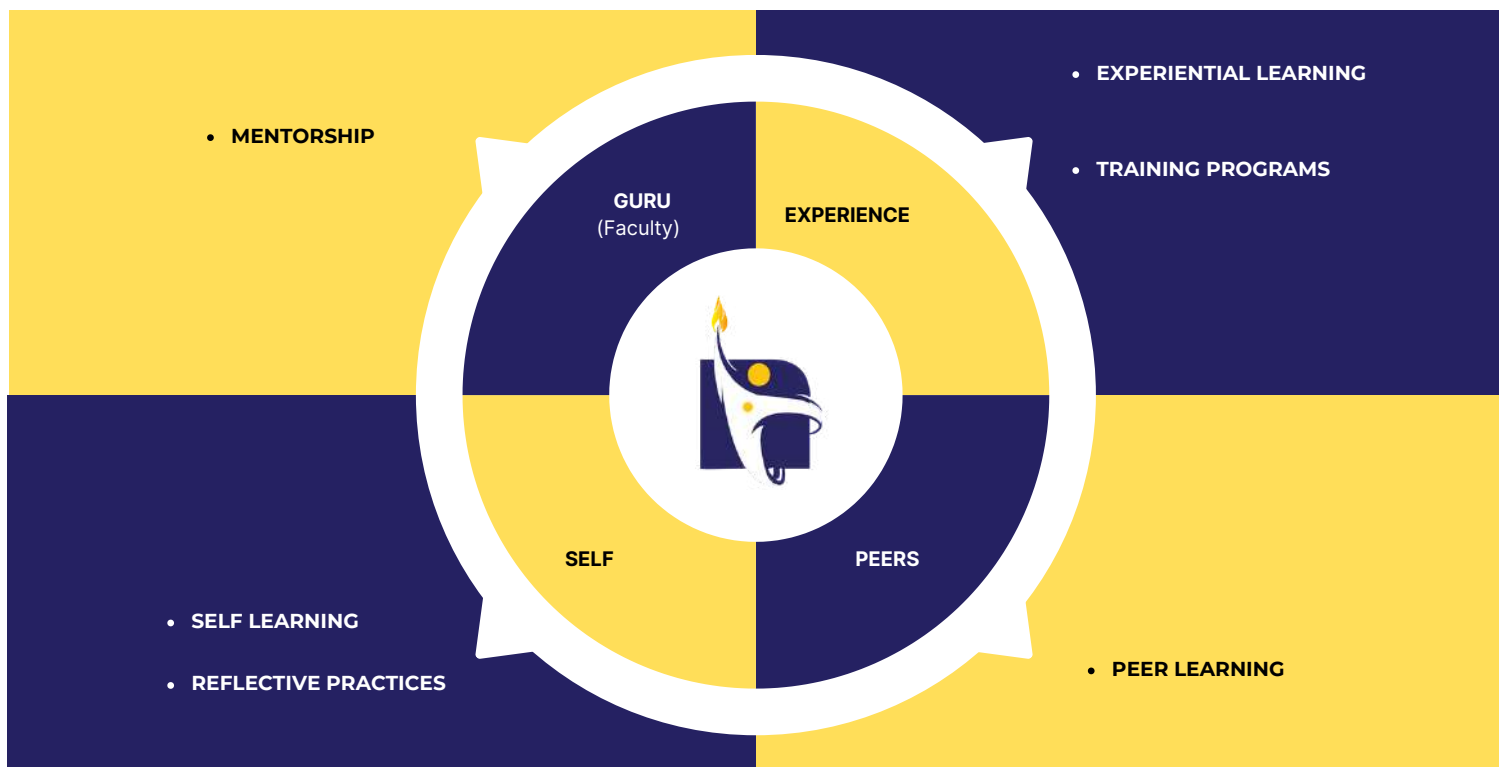 • MENTORSHIP
• EXPERIENTIAL LEARNING
• TRAINING PROGRAMS
GURU
(Faculty)
EXPERIENCE
SELF
PEERS
• SELF LEARNING
• REFLECTIVE PRACTICES
• PEER LEARNING